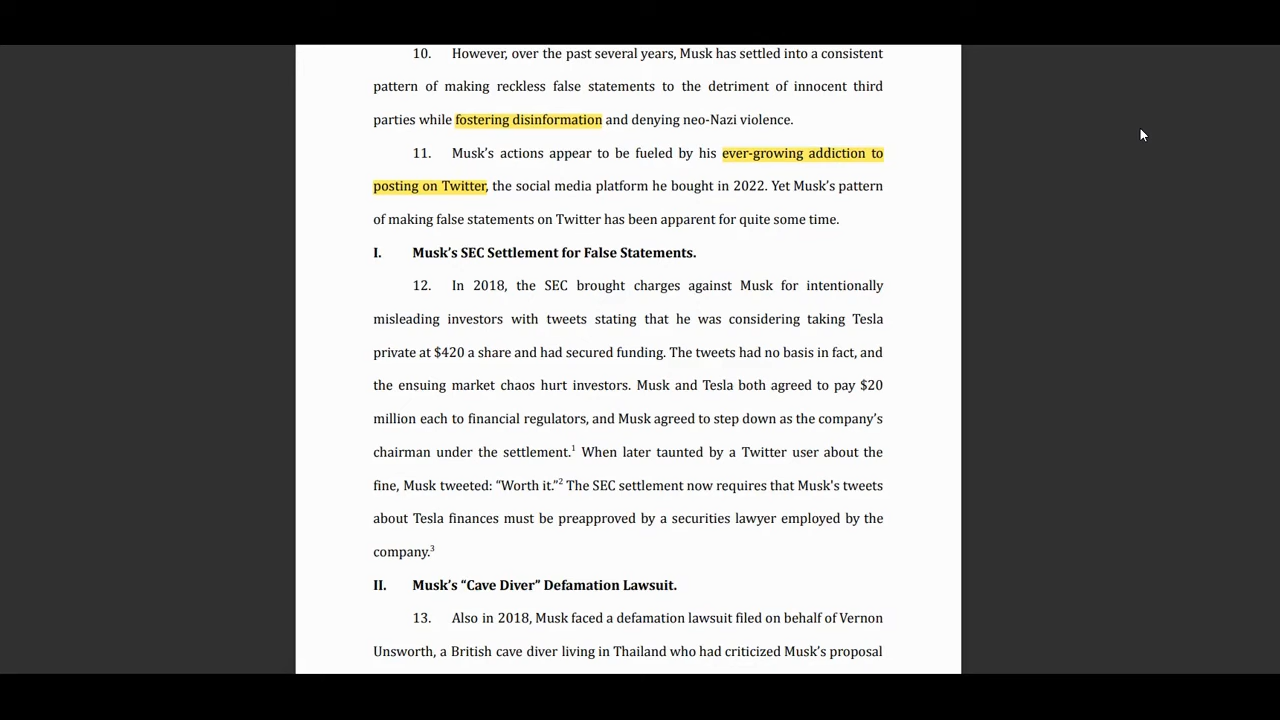 10. However, over the past several years, Musk has settled into a consistent
pattern of making reckless false statements to the detriment of innocent third
parties while fostering disinformation and denying neo-Nazi violence.
11. Musk’s actions appear to be fueled by his ever-growing addiction to
posting on Twitter, the social media platform he bought in 2022. Yet Musk’s pattern
of making false statements on Twitter has been apparent for quite some time.
I. Musk’s SEC Settlement for False Statements.
12. In 2018, the SEC brought charges against Musk for intentionally
misleading investors with tweets stating that he was considering taking Tesla
private at $420 a share and had secured funding. The tweets had no basis in fact, and
the ensuing market chaos hurt investors. Musk and Tesla both agreed to pay $20
million each to financial regulators, and Musk agreed to step down as the company’s
chairman under the settlement.1 When later taunted by a Twitter user about the
fine, Musk tweeted: “Worth it.”2 The SEC settlement now requires that Musk's tweets
about Tesla finances must be preapproved by a securities lawyer employed by the
company.3
II. Musk’s “Cave Diver” Defamation Lawsuit.
13. Also in 2018, Musk faced a defamation lawsuit filed on behalf of Vernon
Unsworth, a British cave diver living in Thailand who had criticized Musk’s proposal